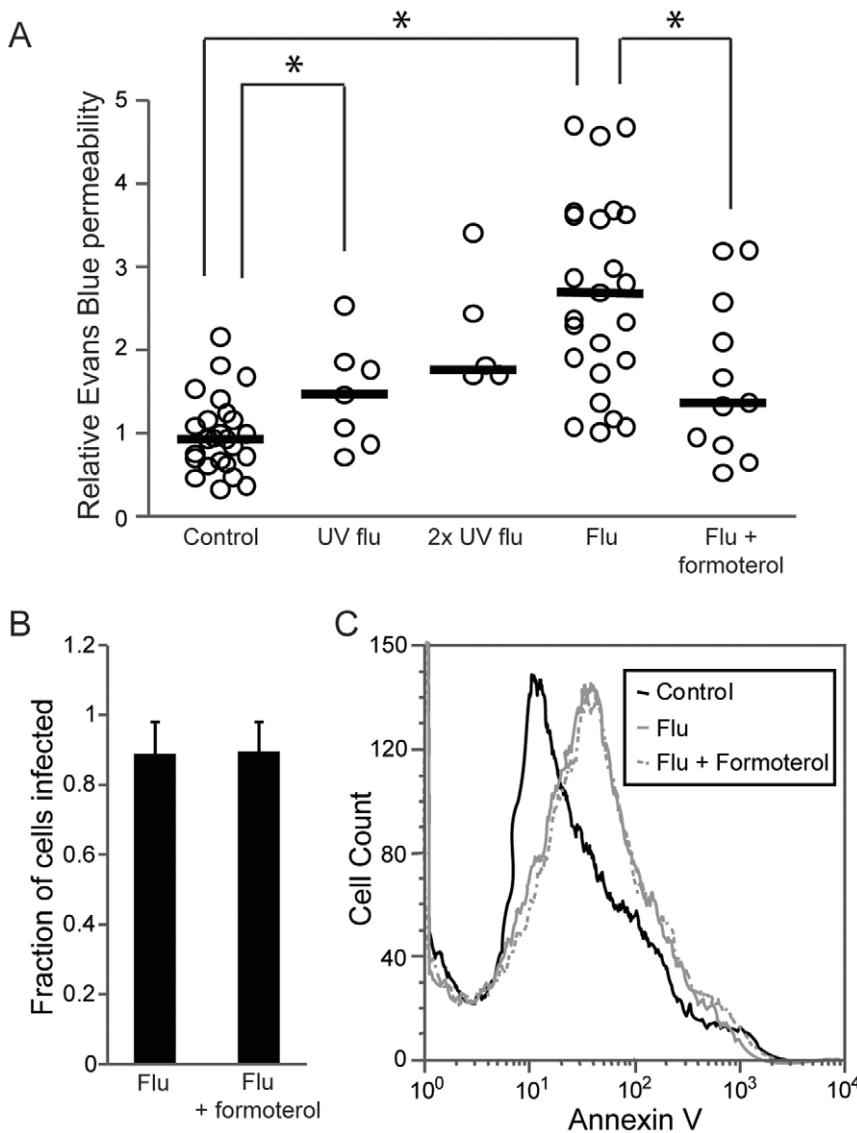 A
*
*
*
Relative Evans Blue permeability
5
4
3
2
1
0
Control
UV flu
2x UV flu
Flu
Flu +
formoterol
B
Fraction of cells infected
1.2
1
0.8
0.6
0.4
0.2
0
Flu
Flu
+ formoterol
C
Cell Count
150
120
80
40
0
Control
Flu
Flu + Formoterol
10^0
10^1
10^2
10^3
10^4
Annexin V